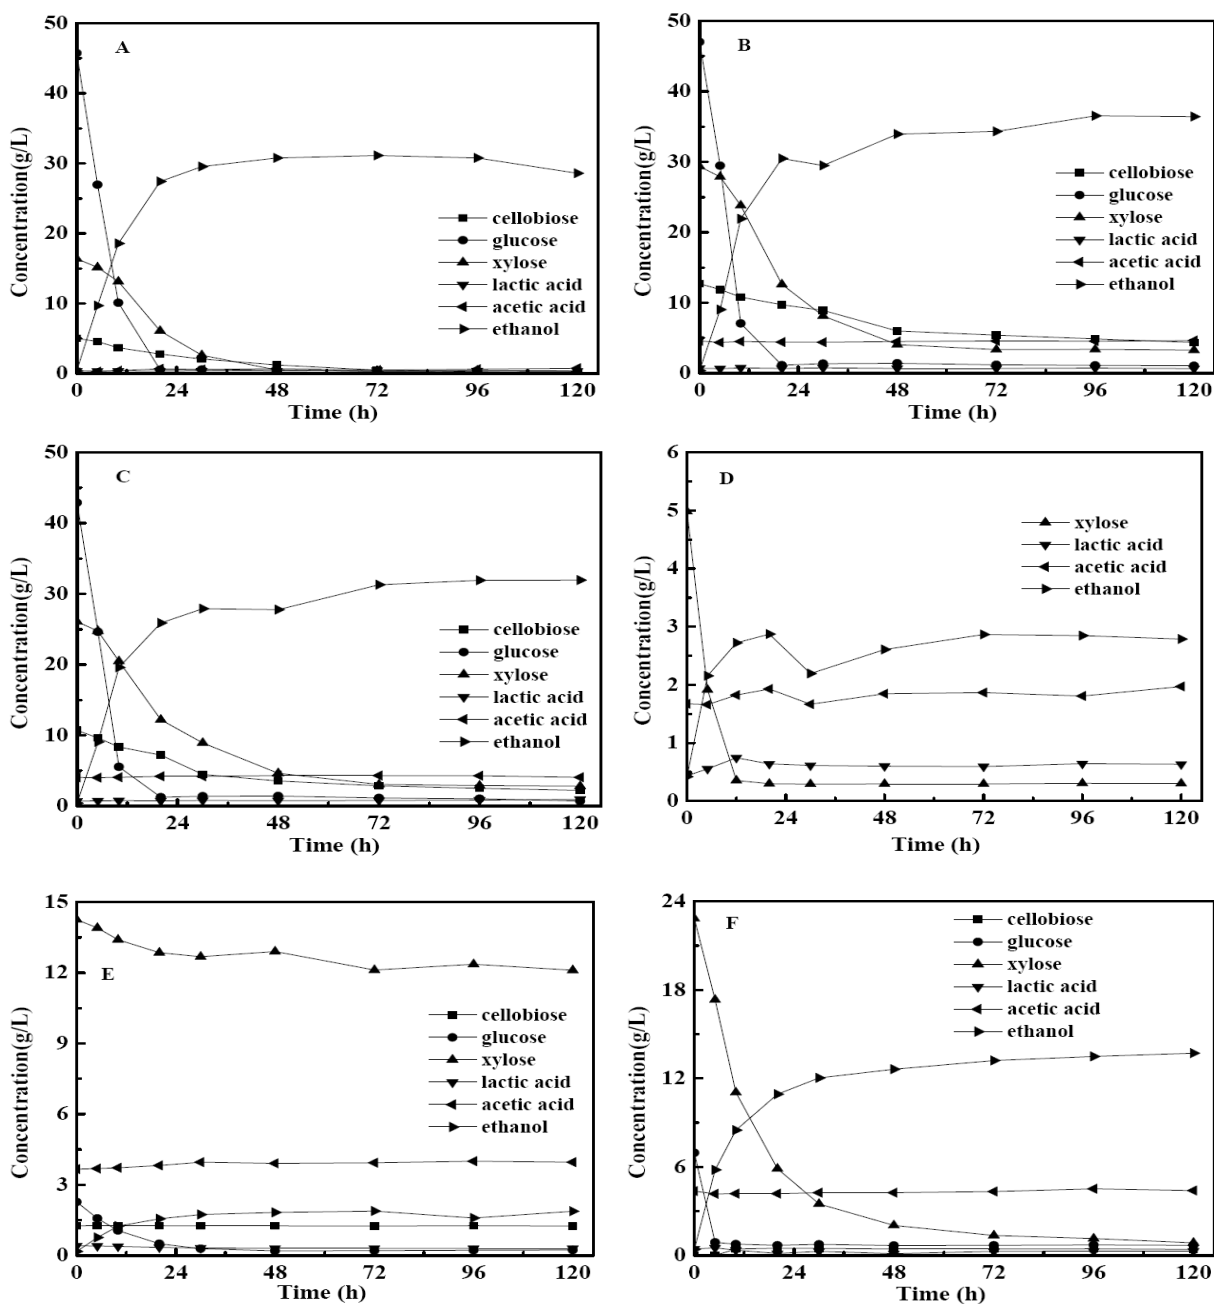 A
Concentration(g/L)
50
40
30
20
10
0
cellobiose
glucose
xylose
lactic acid
acetic acid
ethanol
0 24 48 72 96 120
Time (h)
B
Concentration(g/L)
50
40
30
20
10
0
cellobiose
glucose
xylose
lactic acid
acetic acid
ethanol
0 24 48 72 96 120
Time (h)
C
Concentration(g/L)
50
40
30
20
10
0
cellobiose
glucose
xylose
lactic acid
acetic acid
ethanol
0 24 48 72 96 120
Time (h)
D
Concentration(g/L)
6
5
4
3
2
1
0
xylose
lactic acid
acetic acid
ethanol
0 24 48 72 96 120
Time (h)
E
Concentration(g/L)
15
12
9
6
3
0
cellobiose
glucose
xylose
lactic acid
acetic acid
ethanol
0 24 48 72 96 120
Time (h)
F
Concentration(g/L)
24
18
12
6
0
cellobiose
glucose
xylose
lactic acid
acetic acid
ethanol
0 24 48 72 96 120
Time (h)